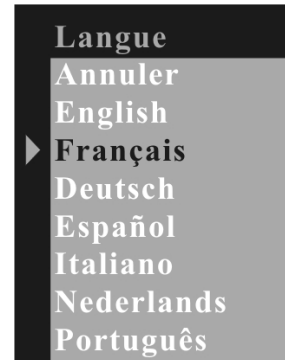 Langue
Annuler
English
Français
Deutsch
Español
Italiano
Nederlands
Português